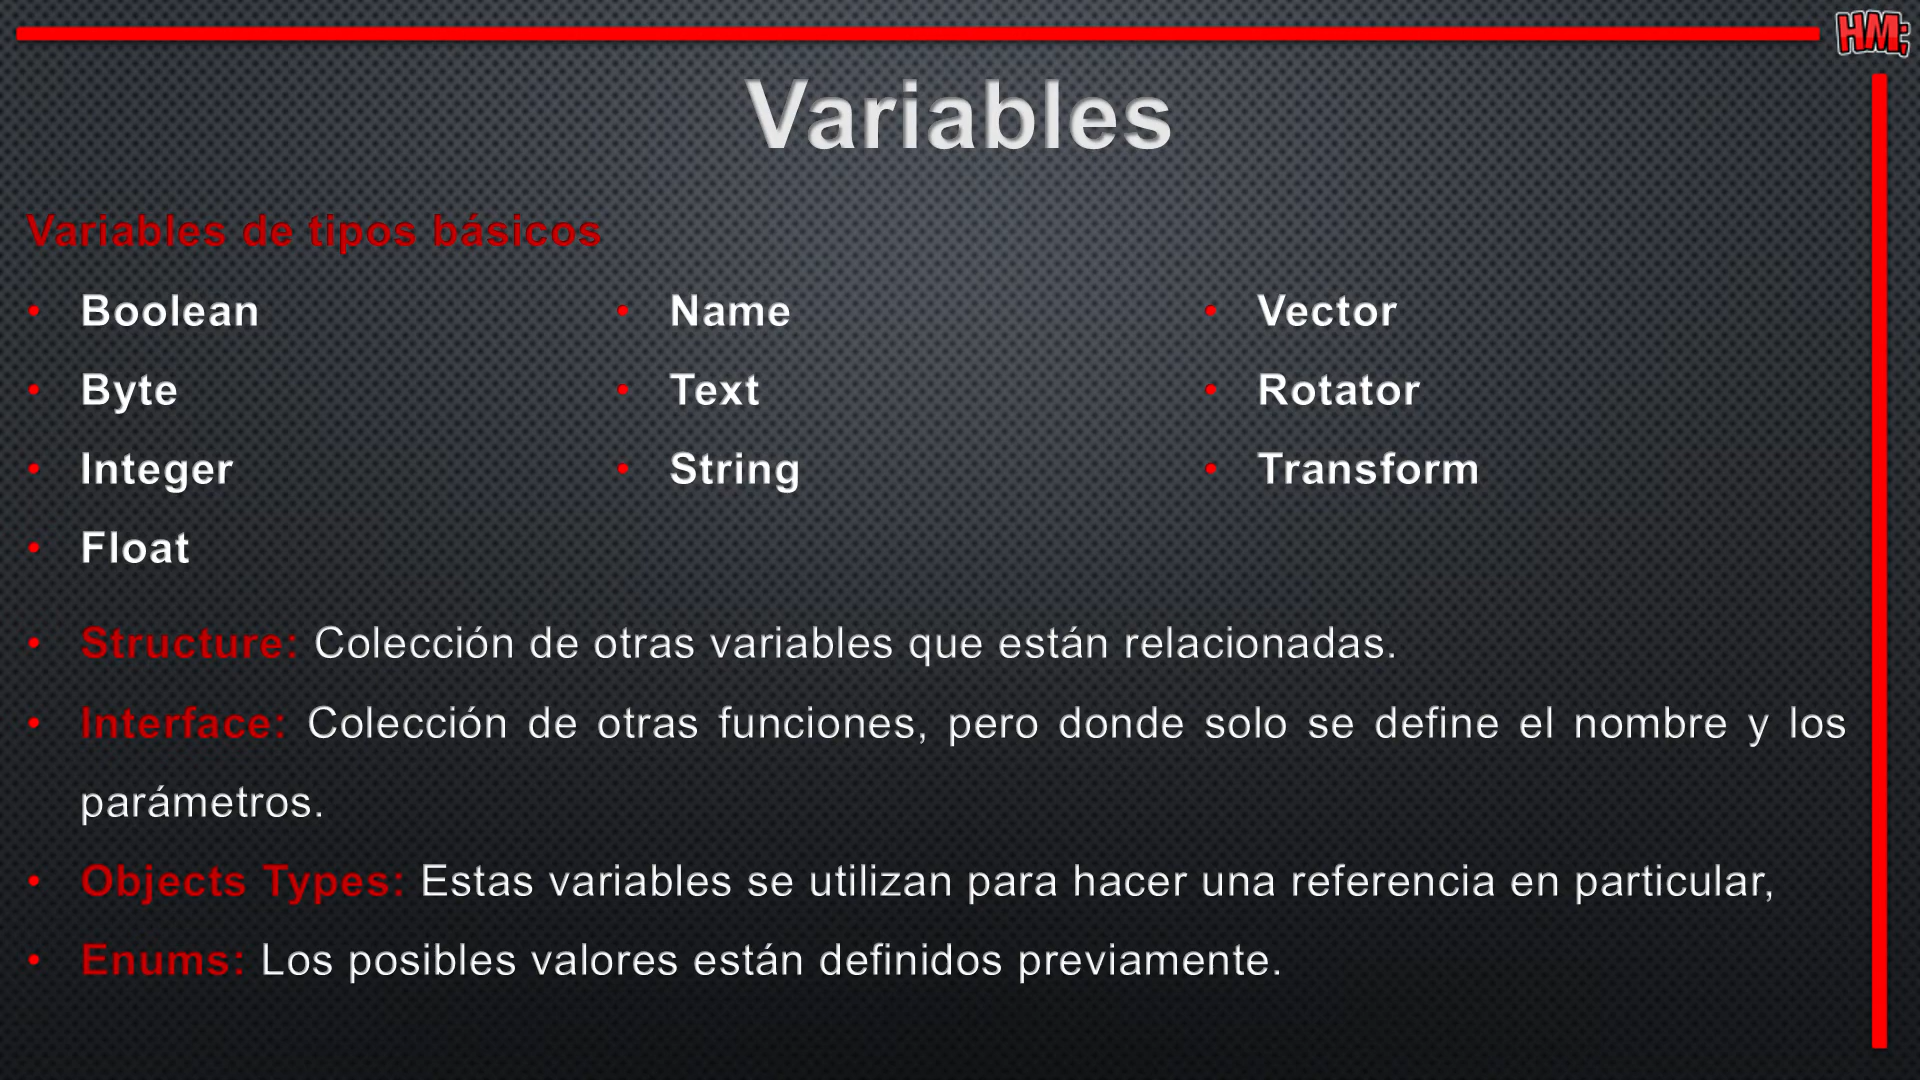 HM;
Variables
Variables de tipos básicos
• Boolean
• Byte
• Integer
• Float
• Name
• Text
• String
• Vector
• Rotator
• Transform
• Structure: Colección de otras variables que están relacionadas.
• Interface: Colección de otras funciones, pero donde solo se define el nombre y los
parámetros.
• Objects Types: Estas variables se utilizan para hacer una referencia en particular,
• Enums: Los posibles valores están definidos previamente.